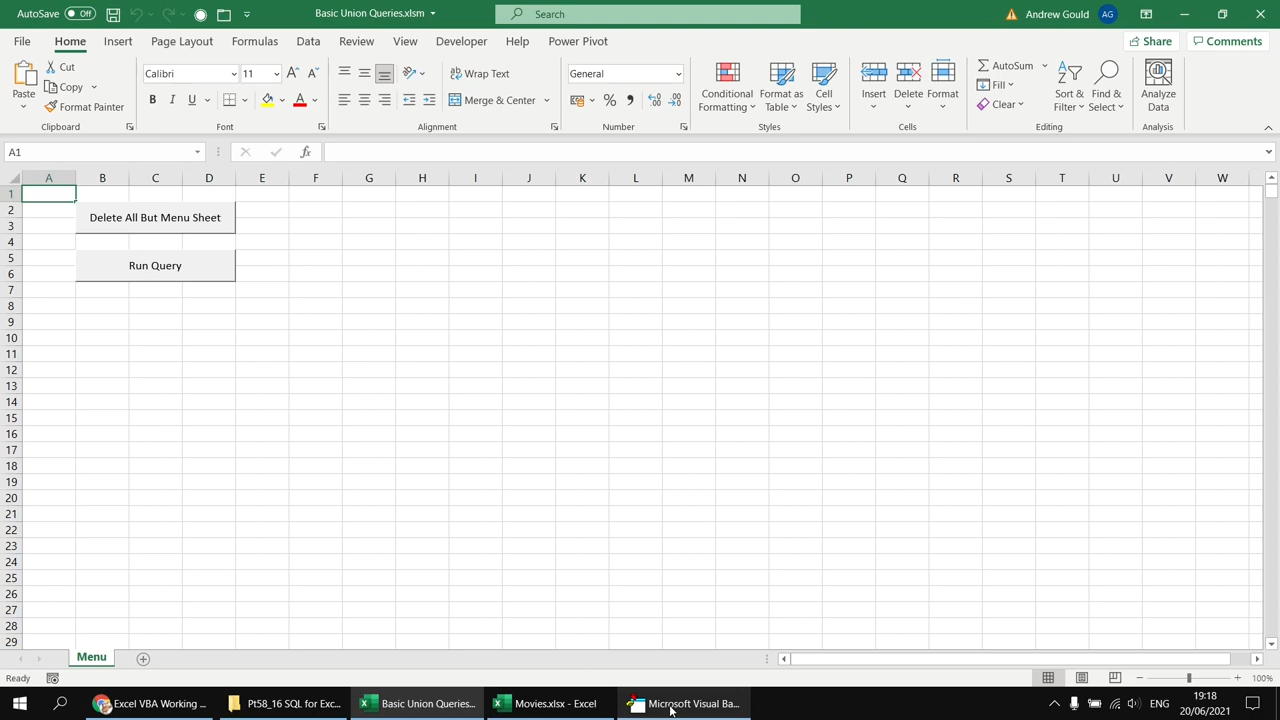 AutoSave Off Basic Union Queries.xlsm Search Andrew Gould AG
File Home Insert Page Layout Formulas Data Review View Developer Help Power Pivot Share Comments
Paste Cut Copy Format Painter Clipboard
Calibri 11 B I U A Font
Wrap Text Merge & Center Alignment
General % Number
Conditional Formatting Format as Table Cell Styles Styles
Insert Delete Format Cells
AutoSum Fill Clear Sort & Filter Find & Select Editing
Analyze Data Analysis
A1 fx
A B C D E F G H I J K L M N O P Q R S T U V W
1
2
3
4
5
6
7
8
9
10
11
12
13
14
15
16
17
18
19
20
21
22
23
24
25
26
27
28
29
Delete All But Menu Sheet
Run Query
Menu
Ready 100%
Excel VBA Working ... Pt58_16 SQL for Exc... Basic Union Queries... Movies.xlsx - Excel Microsoft Visual Ba... ENG 19:18
20/06/2021